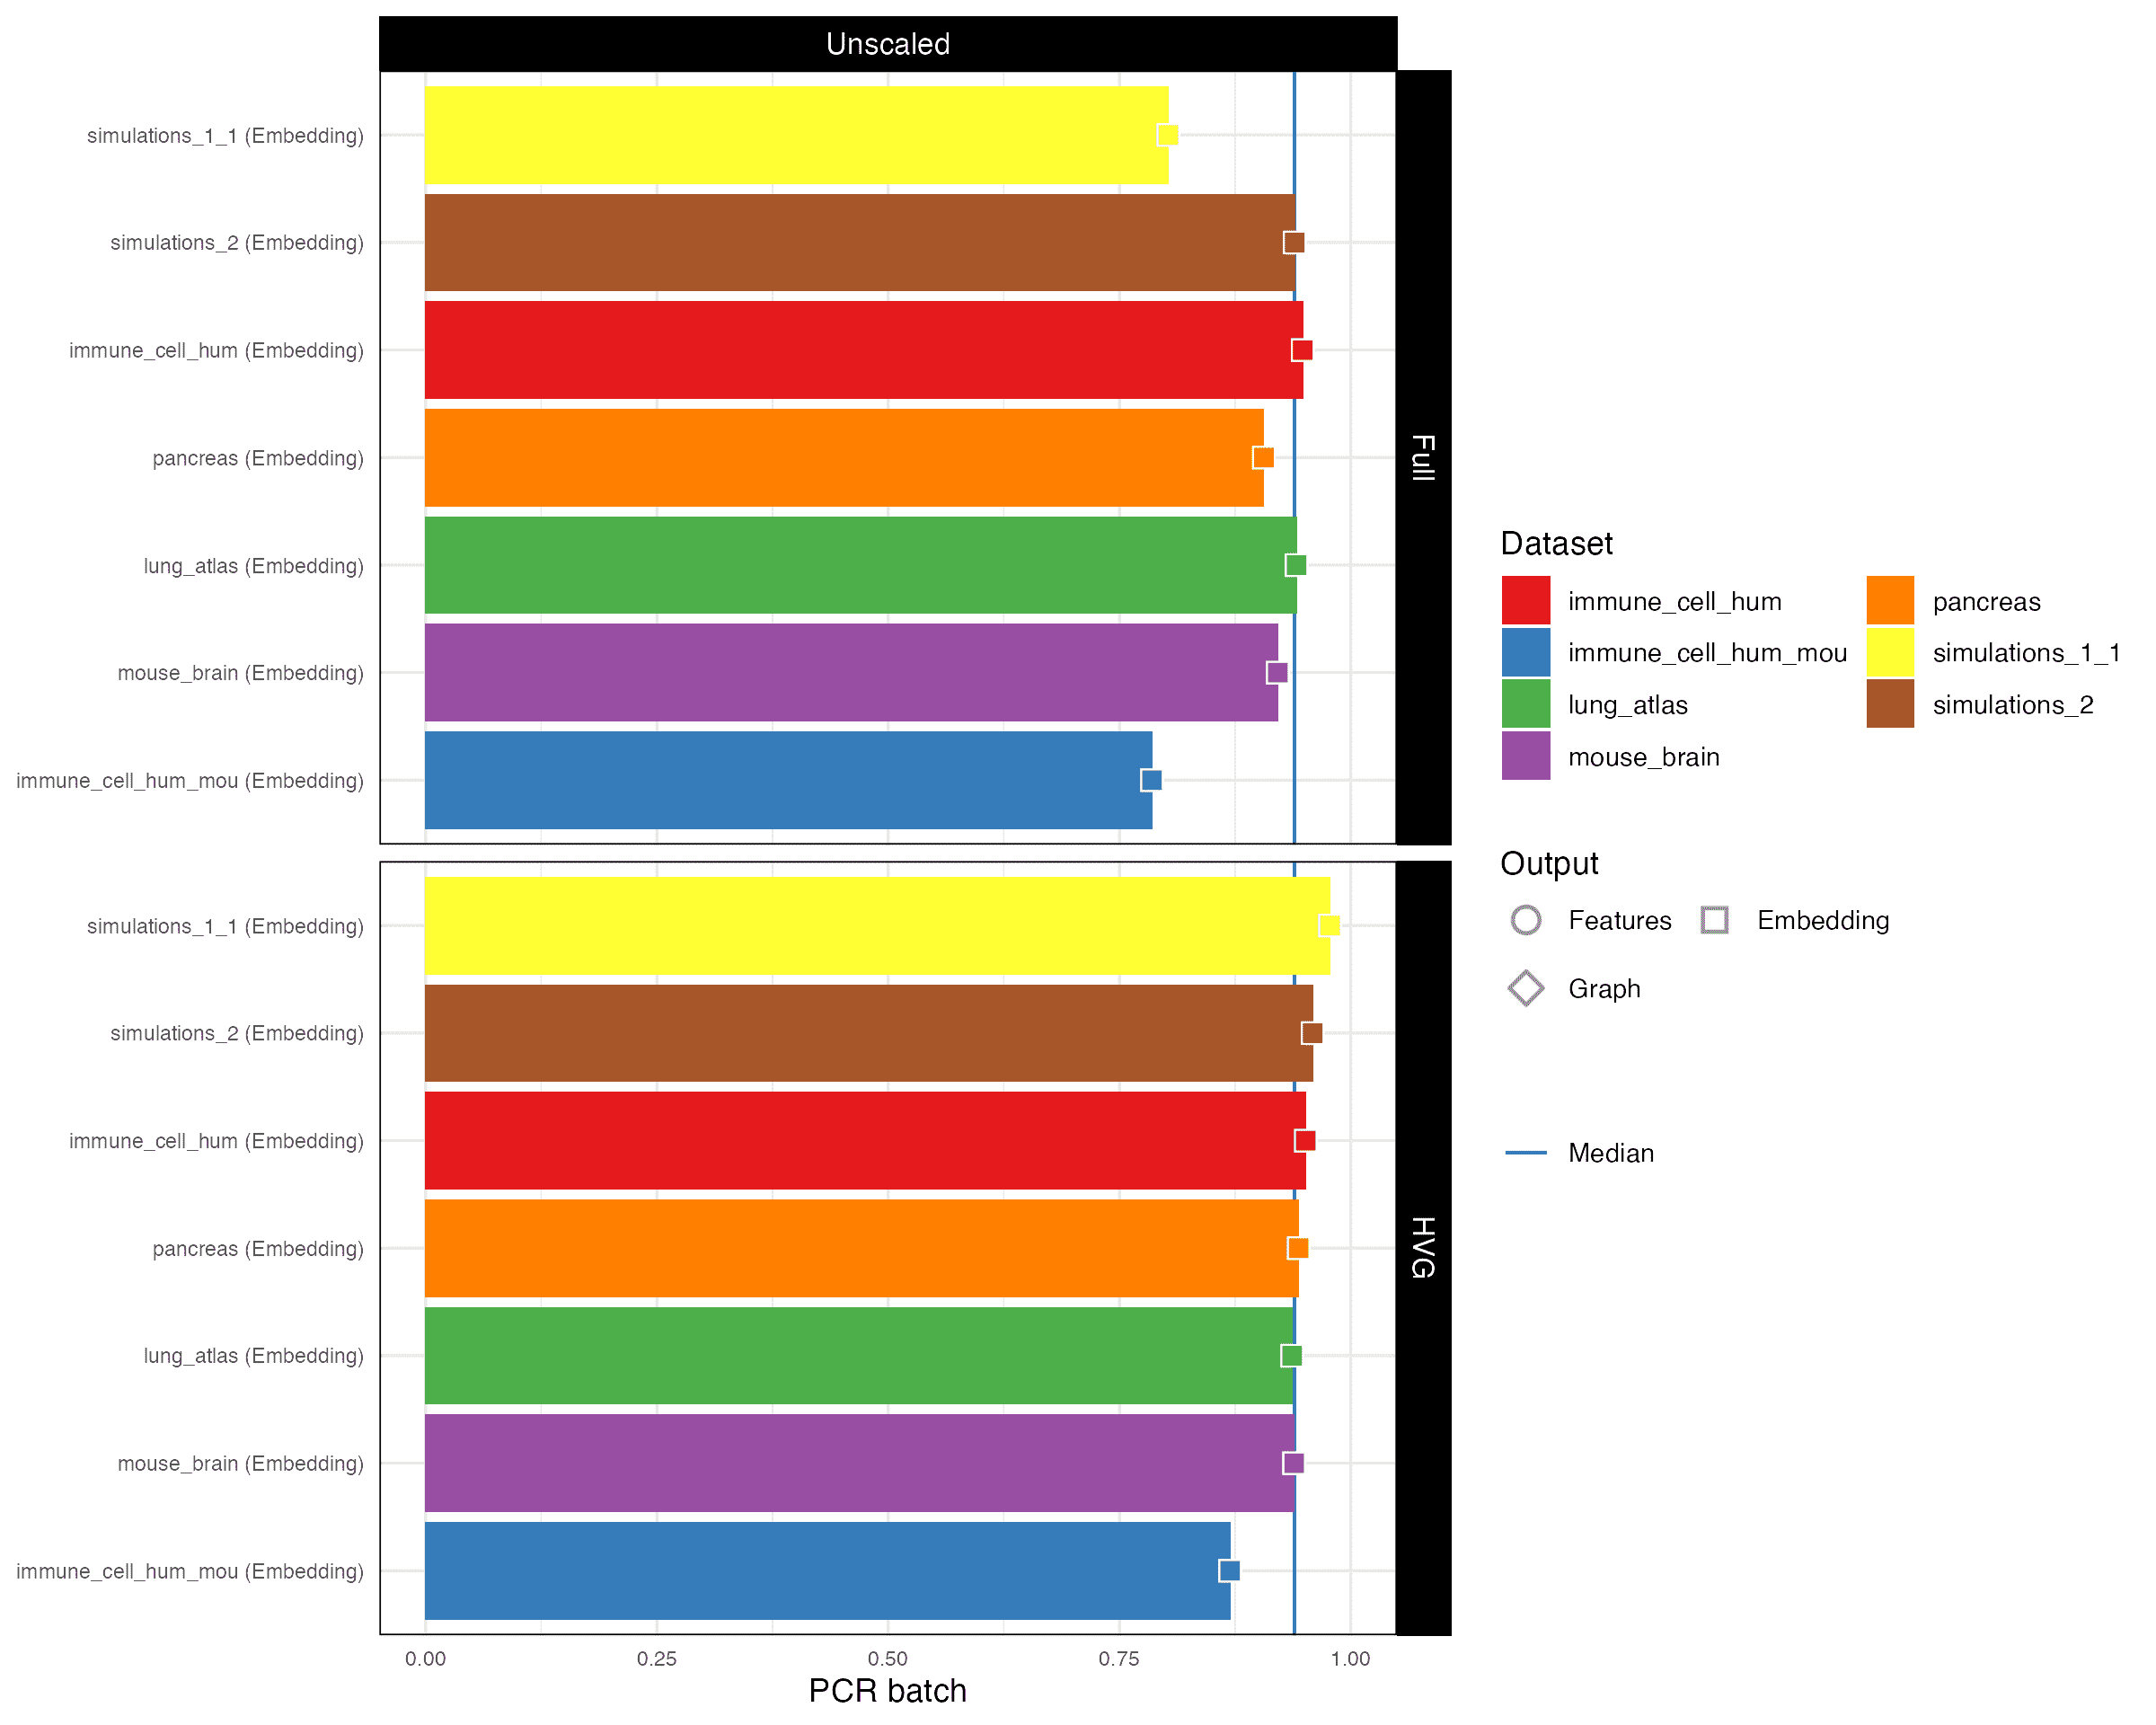 Unscaled
simulations_1_1 (Embedding)
simulations_2 (Embedding)
immune_cell_hum (Embedding)
pancreas (Embedding)
lung_atlas (Embedding)
mouse_brain (Embedding)
immune_cell_hum_mou (Embedding)
Full
simulations_1_1 (Embedding)
simulations_2 (Embedding)
immune_cell_hum (Embedding)
pancreas (Embedding)
lung_atlas (Embedding)
mouse_brain (Embedding)
immune_cell_hum_mou (Embedding)
HVG
0.00 0.25 0.50 0.75 1.00
PCR batch
Dataset
immune_cell_hum pancreas
immune_cell_hum_mou simulations_1_1
lung_atlas simulations_2
mouse_brain
Output
Features Embedding
Graph
Median